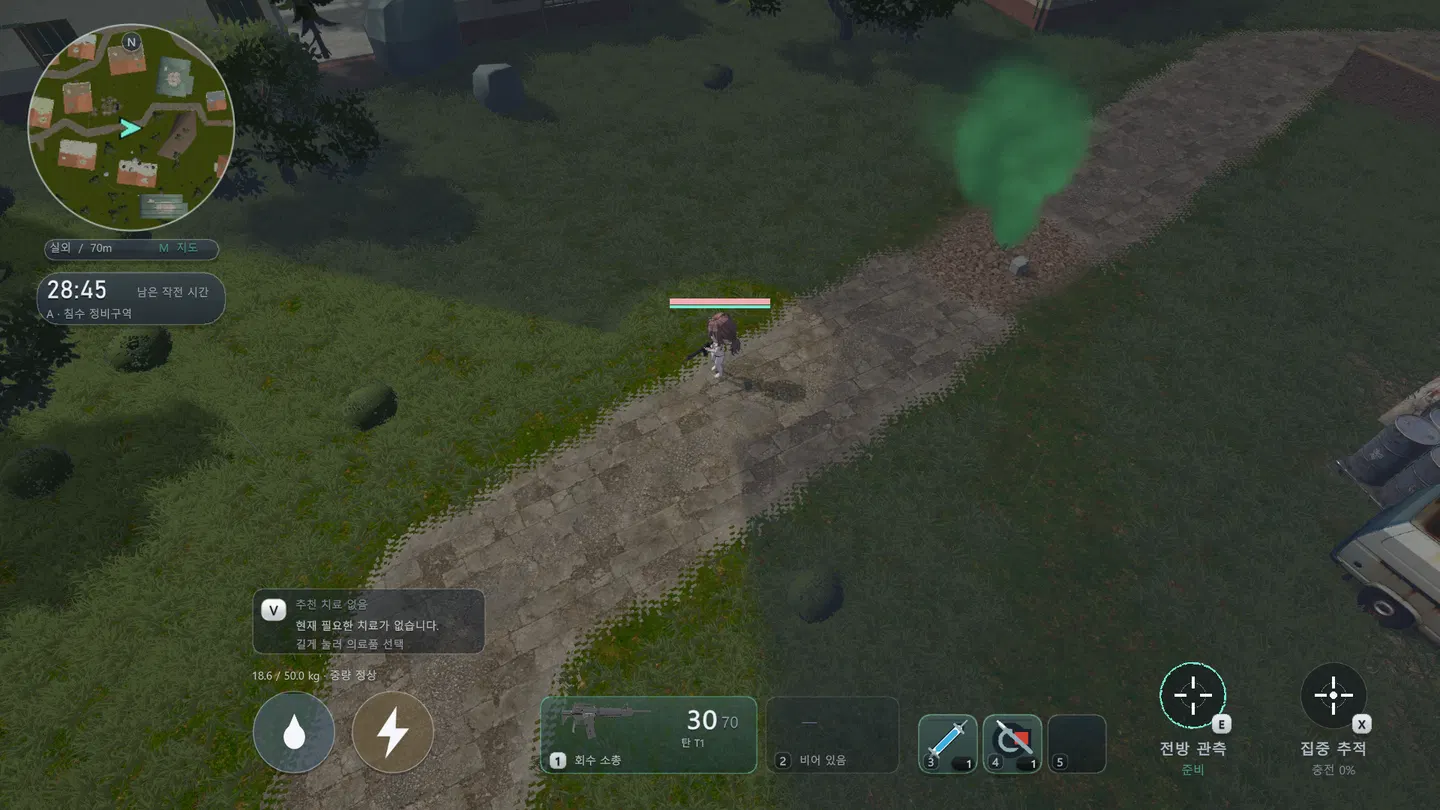 N
실외 / 70m
M 지도
28:45 남은 작전 시간
A · 침수 정비구역
V
추천 치료 없음
현재 필요한 치료가 없습니다.
길게 눌러 의료품 선택
18.6 / 50.0 kg · 중량 정상
30 70
탄 T1
1 회수 소총
2 비어 있음
3 1
4 1
5
E
전방 관측
준비
X
집중 추적
충전 0%